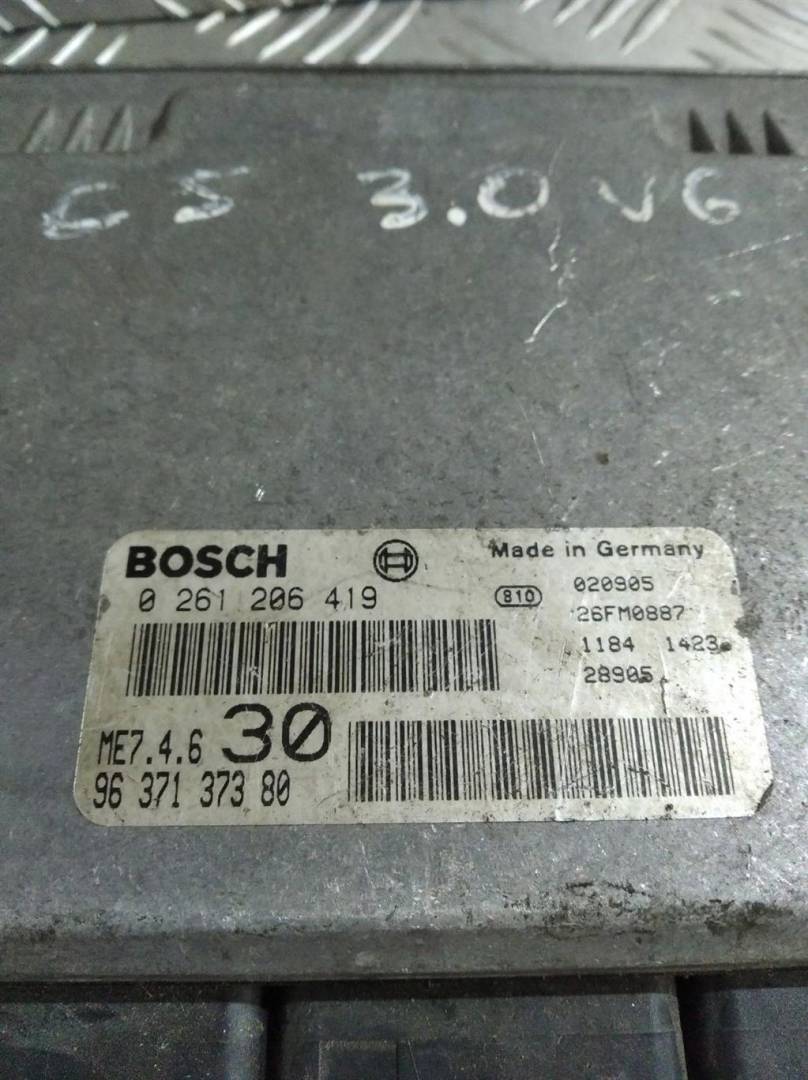 C5 3.0 V6
BOSCH Made in Germany
0 261 206 419 810 020905
26FM0887
1184 1423
28905
ME7.4.6 30
96 371 373 80